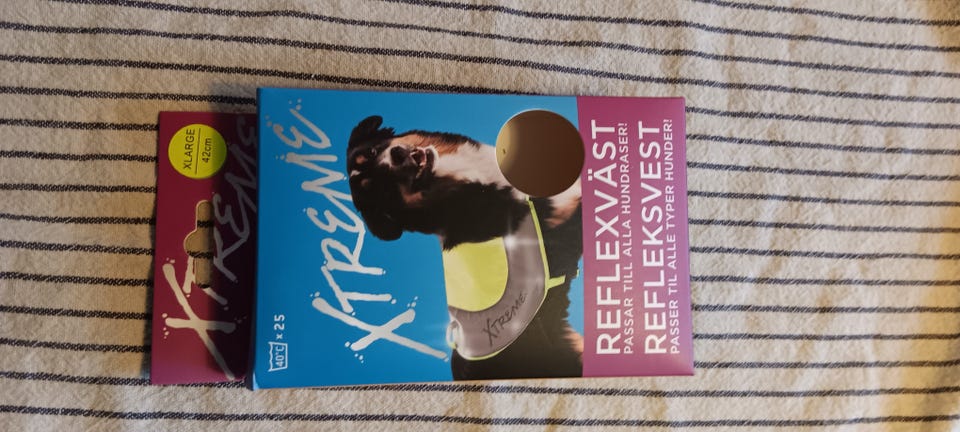 XLARGE
42cm
XTREME
XTREME
40°C x 25
XTREME
REFLEXVÄST
PASSAR TILL ALLA HUNDRASER!
REFLEKSVEST
PASSER TIL ALLE TYPER HUNDER!